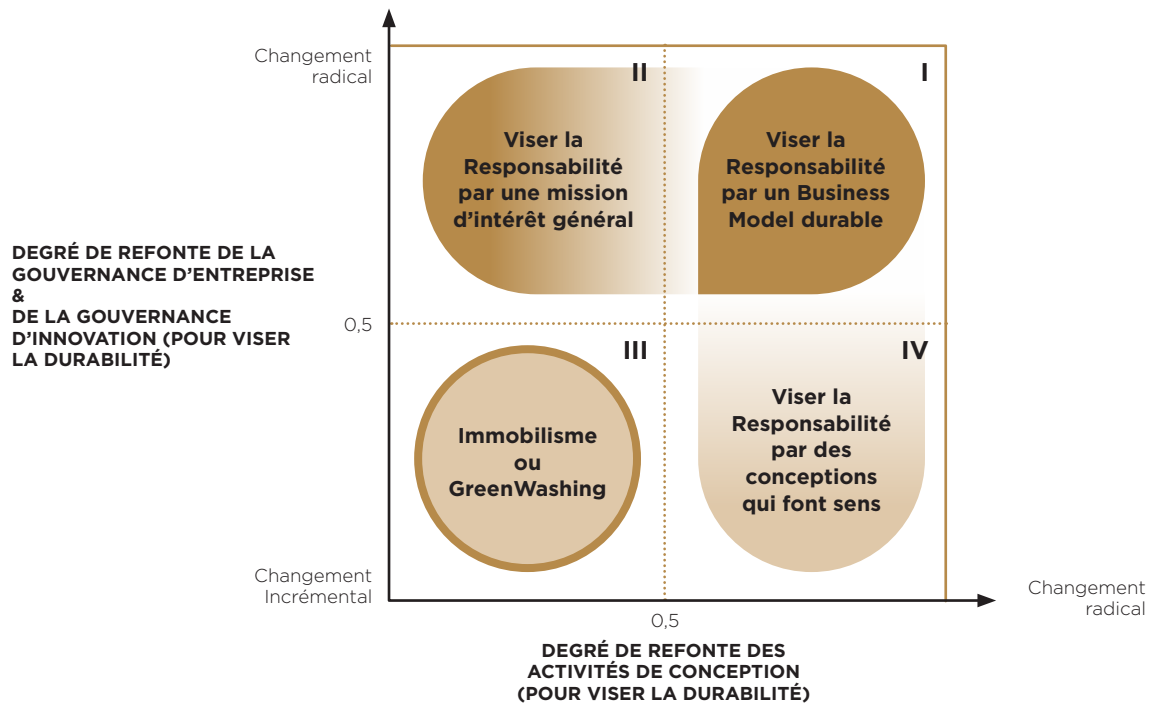 Changement
radical
II
I
Viser la
Responsabilité
par une mission
d'intérêt général
Viser la
Responsabilité
par un Business
Model durable
DEGRÉ DE REFONTE DE LA
GOUVERNANCE D'ENTREPRISE
&
DE LA GOUVERNANCE
D'INNOVATION (POUR VISER
LA DURABILITÉ)
0,5
III
IV
Immobilisme
ou
GreenWashing
Viser la
Responsabilité
par des
conceptions
qui font sens
Changement
Incrémental
Changement
radical
0,5
DEGRÉ DE REFONTE DES
ACTIVITÉS DE CONCEPTION
(POUR VISER LA DURABILITÉ)